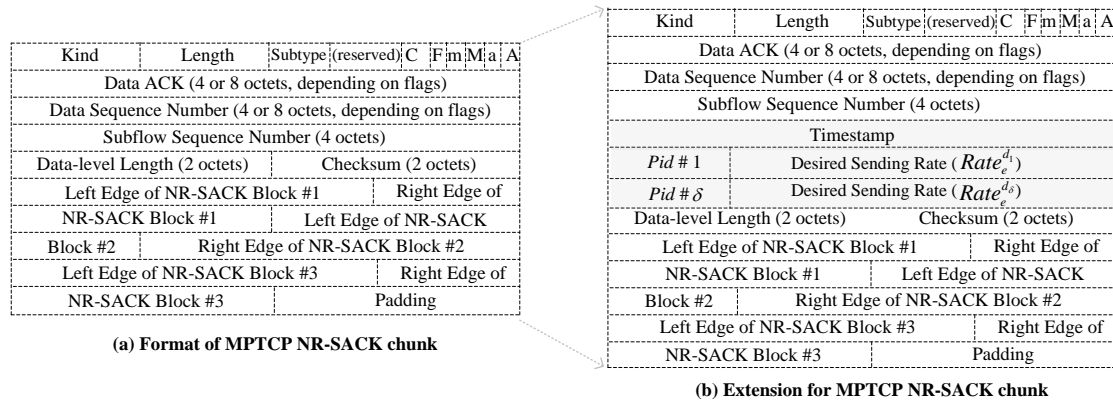 Kind Length Subtype (reserved) C F m M a A
Data ACK (4 or 8 octets, depending on flags)
Data Sequence Number (4 or 8 octets, depending on flags)
Subflow Sequence Number (4 octets)
Data-level Length (2 octets) Checksum (2 octets)
Left Edge of NR-SACK Block #1 Right Edge of
NR-SACK Block #1 Left Edge of NR-SACK
Block #2 Right Edge of NR-SACK Block #2
Left Edge of NR-SACK Block #3 Right Edge of
NR-SACK Block #3 Padding
(a) Format of MPTCP NR-SACK chunk
Kind Length Subtype (reserved) C F m M a A
Data ACK (4 or 8 octets, depending on flags)
Data Sequence Number (4 or 8 octets, depending on flags)
Subflow Sequence Number (4 octets)
Timestamp
Pid # 1 Desired Sending Rate ( Rate_e^{d_1} )
Pid # δ Desired Sending Rate ( Rate_e^{d_δ} )
Data-level Length (2 octets) Checksum (2 octets)
Left Edge of NR-SACK Block #1 Right Edge of
NR-SACK Block #1 Left Edge of NR-SACK
Block #2 Right Edge of NR-SACK Block #2
Left Edge of NR-SACK Block #3 Right Edge of
NR-SACK Block #3 Padding
(b) Extension for MPTCP NR-SACK chunk